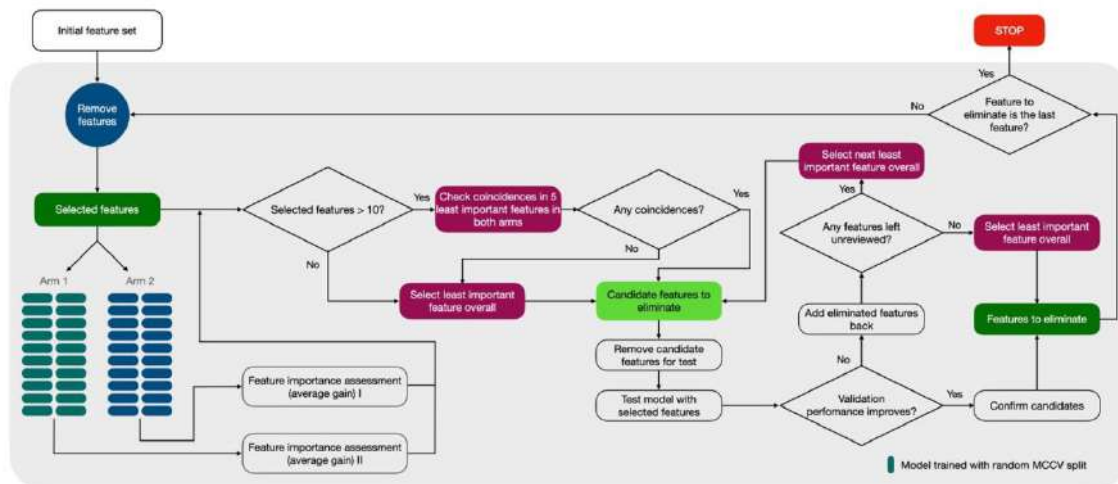 Initial feature set
STOP
Yes
Remove
features
No
Feature to
eliminate is the last
feature?
Select next least
important feature overall
Yes
Selected features
Selected features > 10?
Yes
Check coincidences in 5
least important features in
both arms
Any coincidences?
Yes
Any features left
unreviewed?
No
Select least important
feature overall
No
No
Arm 1
Arm 2
Select least important
feature overall
Candidate features to
eliminate
Add eliminated features
back
Features to eliminate
Remove candidate
features for test
No
Feature importance assessment
(average gain) I
Test model with
selected features
Validation
perfomance improves?
Yes
Confirm candidates
Feature importance assessment
(average gain) II
Model trained with random MCCV split